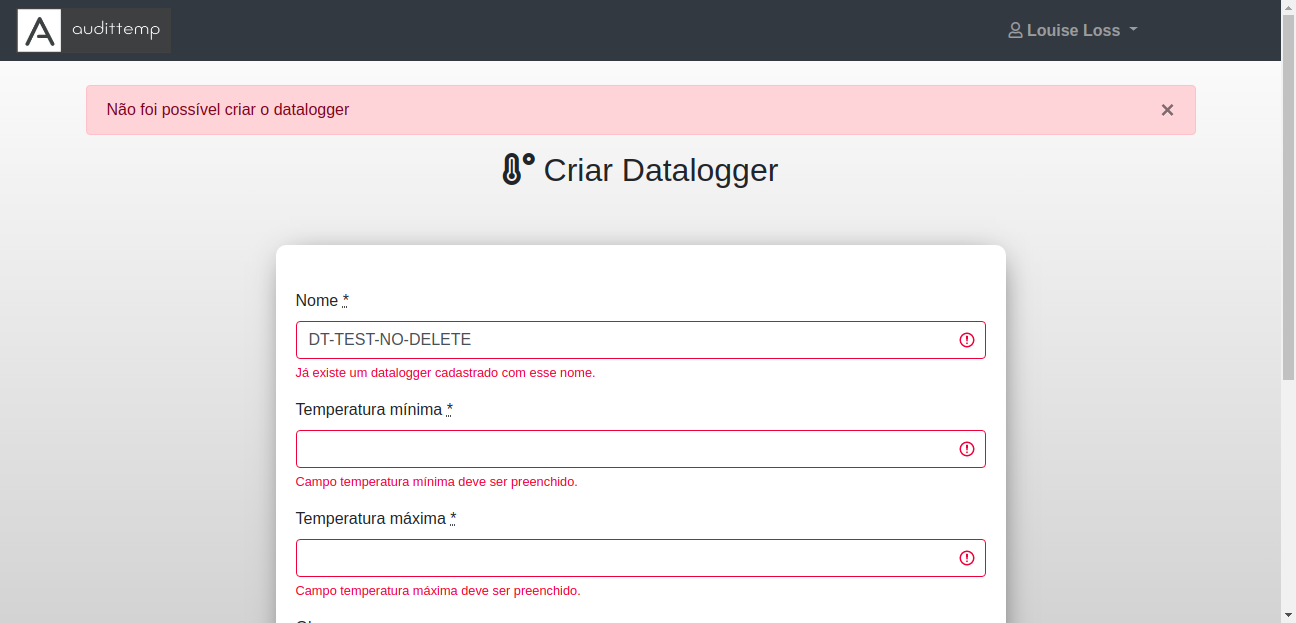 A audittemp
Louise Loss
Não foi possível criar o datalogger
×
Criar Datalogger
Nome *
DT-TEST-NO-DELETE
Já existe um datalogger cadastrado com esse nome.
Temperatura mínima *
Campo temperatura mínima deve ser preenchido.
Temperatura máxima *
Campo temperatura máxima deve ser preenchido.